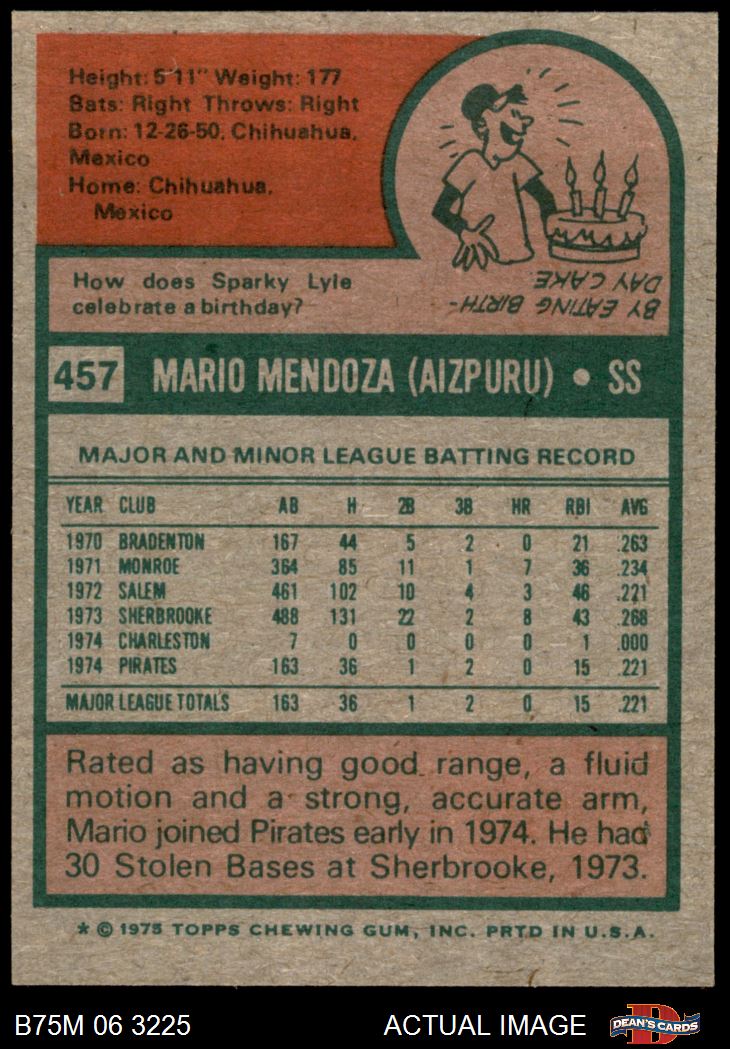 Height: 5'11" Weight: 177
Bats: Right Throws: Right
Born: 12-26-50, Chihuahua,
Mexico
Home: Chihuahua,
Mexico
How does Sparky Lyle
celebrate a birthday?
BY EATING BIRTH-
DAY CAKE.
457 MARIO MENDOZA (AIZPURU) • SS
MAJOR AND MINOR LEAGUE BATTING RECORD
YEAR CLUB AB H 2B 3B HR RBI AVG
1970 BRADENTON 167 44 5 2 0 21 .263
1971 MONROE 364 85 11 1 7 36 .234
1972 SALEM 461 102 10 4 3 46 .221
1973 SHERBROOKE 488 131 22 2 8 43 .268
1974 CHARLESTON 7 0 0 0 0 1 .000
1974 PIRATES 163 36 1 2 0 15 .221
MAJOR LEAGUE TOTALS 163 36 1 2 0 15 .221
Rated as having good range, a fluid
motion and a strong, accurate arm,
Mario joined Pirates early in 1974. He had
30 Stolen Bases at Sherbrooke, 1973.
* © 1975 TOPPS CHEWING GUM, INC. PRTD IN U.S.A.
B75M 06 3225 ACTUAL IMAGE DEAN'S CARDS